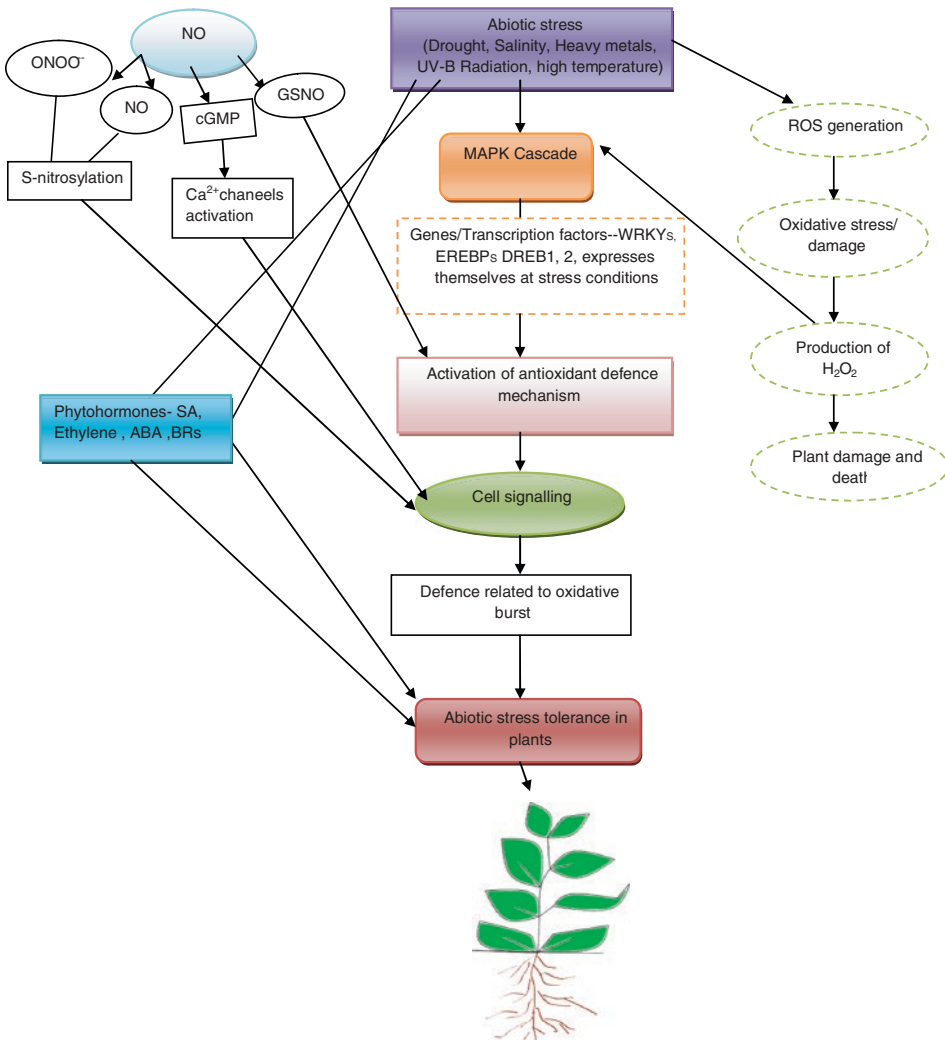 NO
ONOO⁻
NO
cGMP
GSNO
S-nitrosylation
Ca²⁺chaneels
activation
Abiotic stress
(Drought, Salinity, Heavy metals,
UV-B Radiation, high temperature)
MAPK Cascade
Genes/Transcription factors--WRKYs,
EREBPs DREB1, 2, expresses
themselves at stress conditions
Activation of antioxidant defence
mechanism
Phytohormones- SA,
Ethylene , ABA ,BRs
Cell signalling
Defence related to oxidative
burst
Abiotic stress tolerance in
plants
ROS generation
Oxidative stress/
damage
Production of
H₂O₂
Plant damage and
death